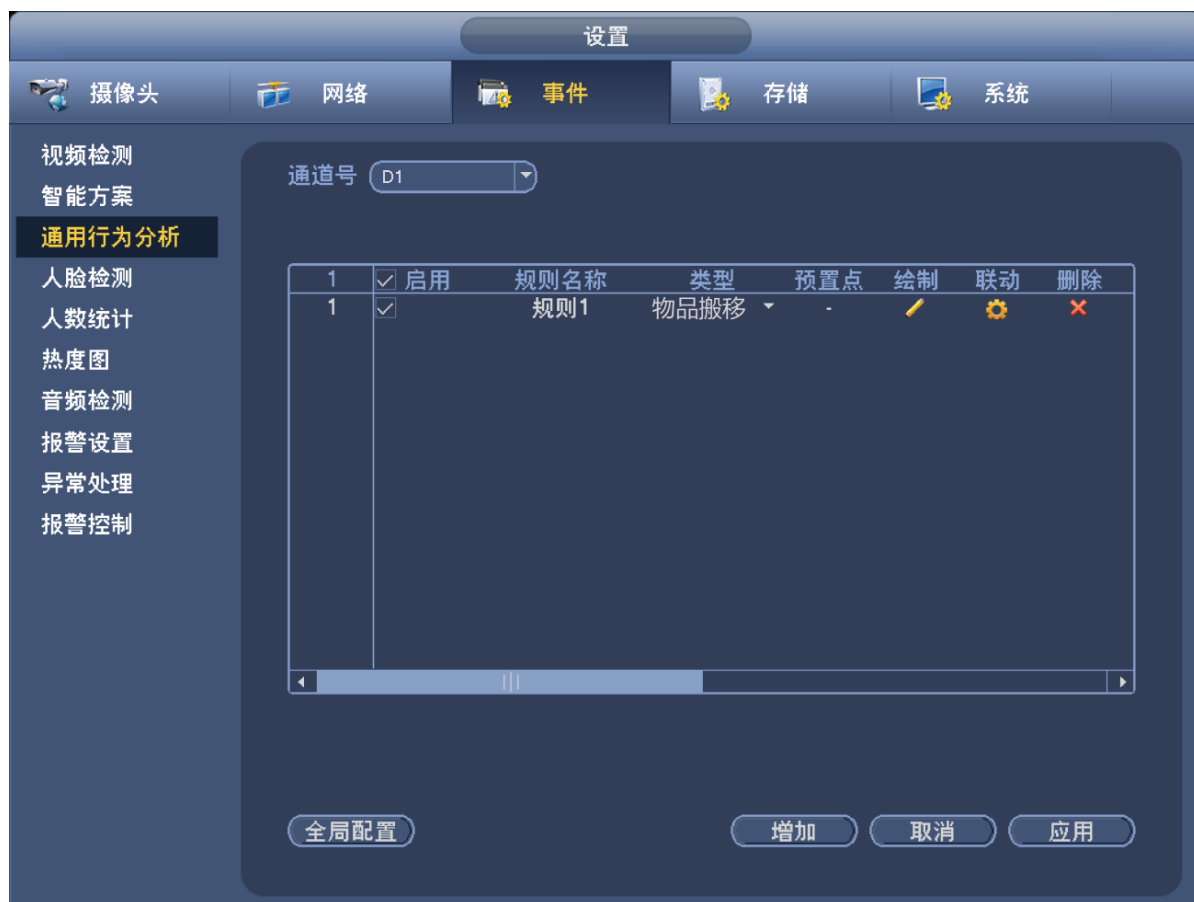 设置
摄像头 网络 事件 存储 系统
视频检测
智能方案
通用行为分析
人脸检测
人数统计
热度图
音频检测
报警设置
异常处理
报警控制
通道号 D1
1 启用 规则名称 类型 预置点 绘制 联动 删除
1 规则1 物品搬移 -
全局配置 增加 取消 应用